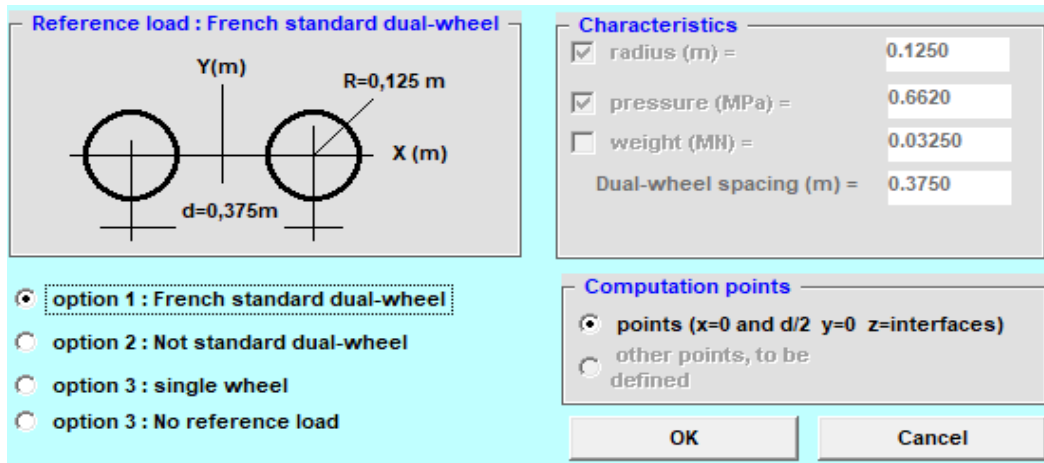 Reference load : French standard dual-wheel
Y(m)
R=0,125 m
X (m)
d=0,375m
option 1 : French standard dual-wheel
option 2 : Not standard dual-wheel
option 3 : single wheel
option 3 : No reference load
Characteristics
radius (m) = 0.1250
pressure (MPa) = 0.6620
weight (MN) = 0.03250
Dual-wheel spacing (m) = 0.3750
Computation points
points (x=0 and d/2 y=0 z=interfaces)
other points, to be
defined
OK Cancel